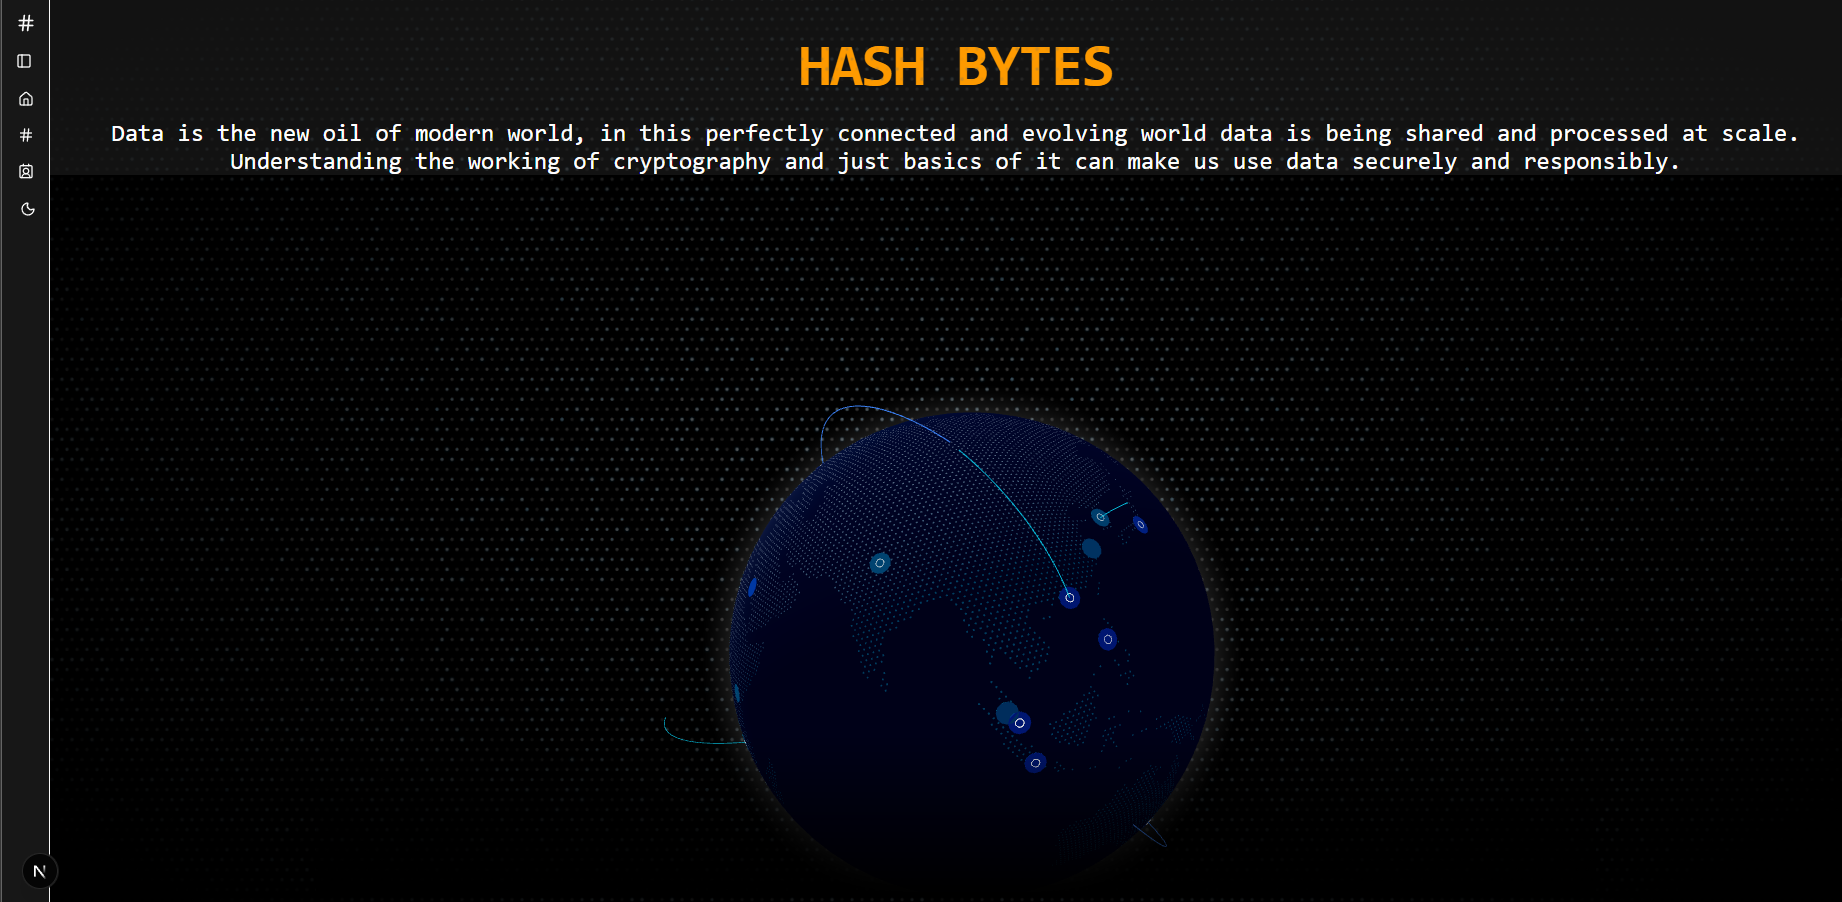 #
HASH BYTES
Data is the new oil of modern world, in this perfectly connected and evolving world data is being shared and processed at scale.
Understanding the working of cryptography and just basics of it can make us use data securely and responsibly.
#
N